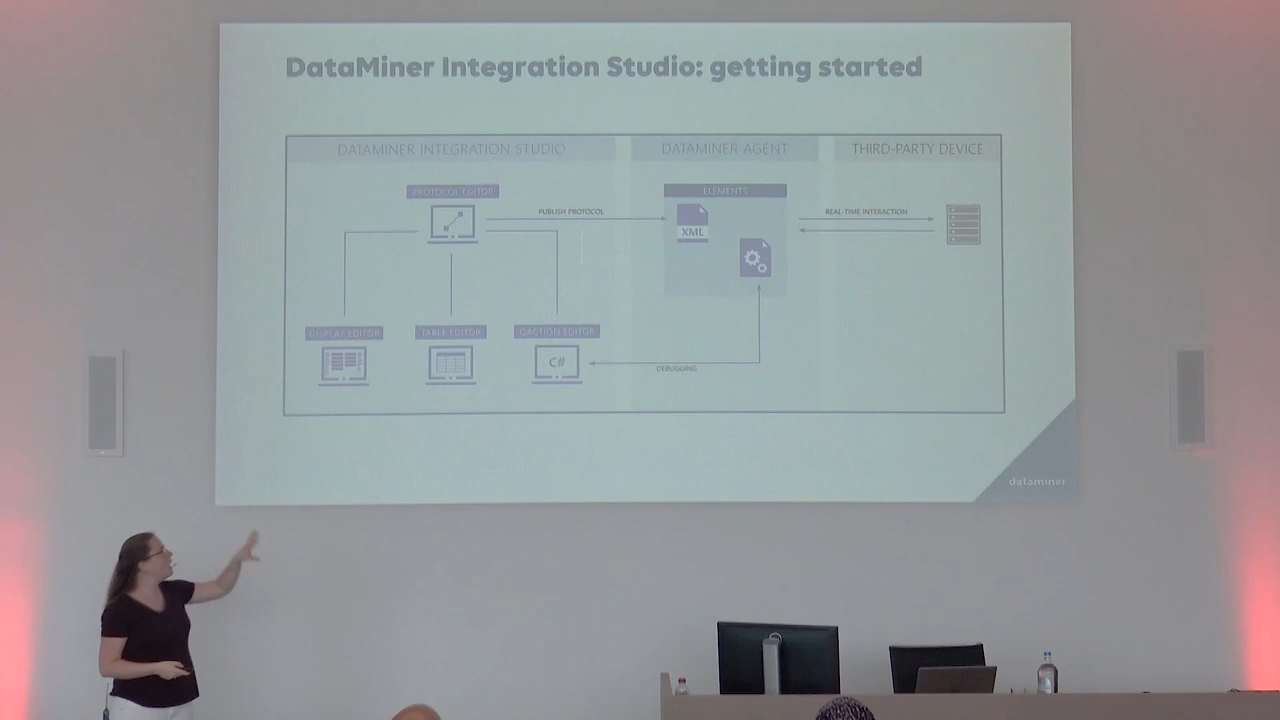 DataMiner Integration Studio: getting started
DATAMINER INTEGRATION STUDIO
DATAMINER AGENT
THIRD-PARTY DEVICE
PROTOCOL EDITOR
ELEMENTS
PUBLISH PROTOCOL
REAL-TIME INTERACTION
XML
DISPLAY EDITOR
TABLE EDITOR
QACTION EDITOR
C#
DEBUGGING
dataminer